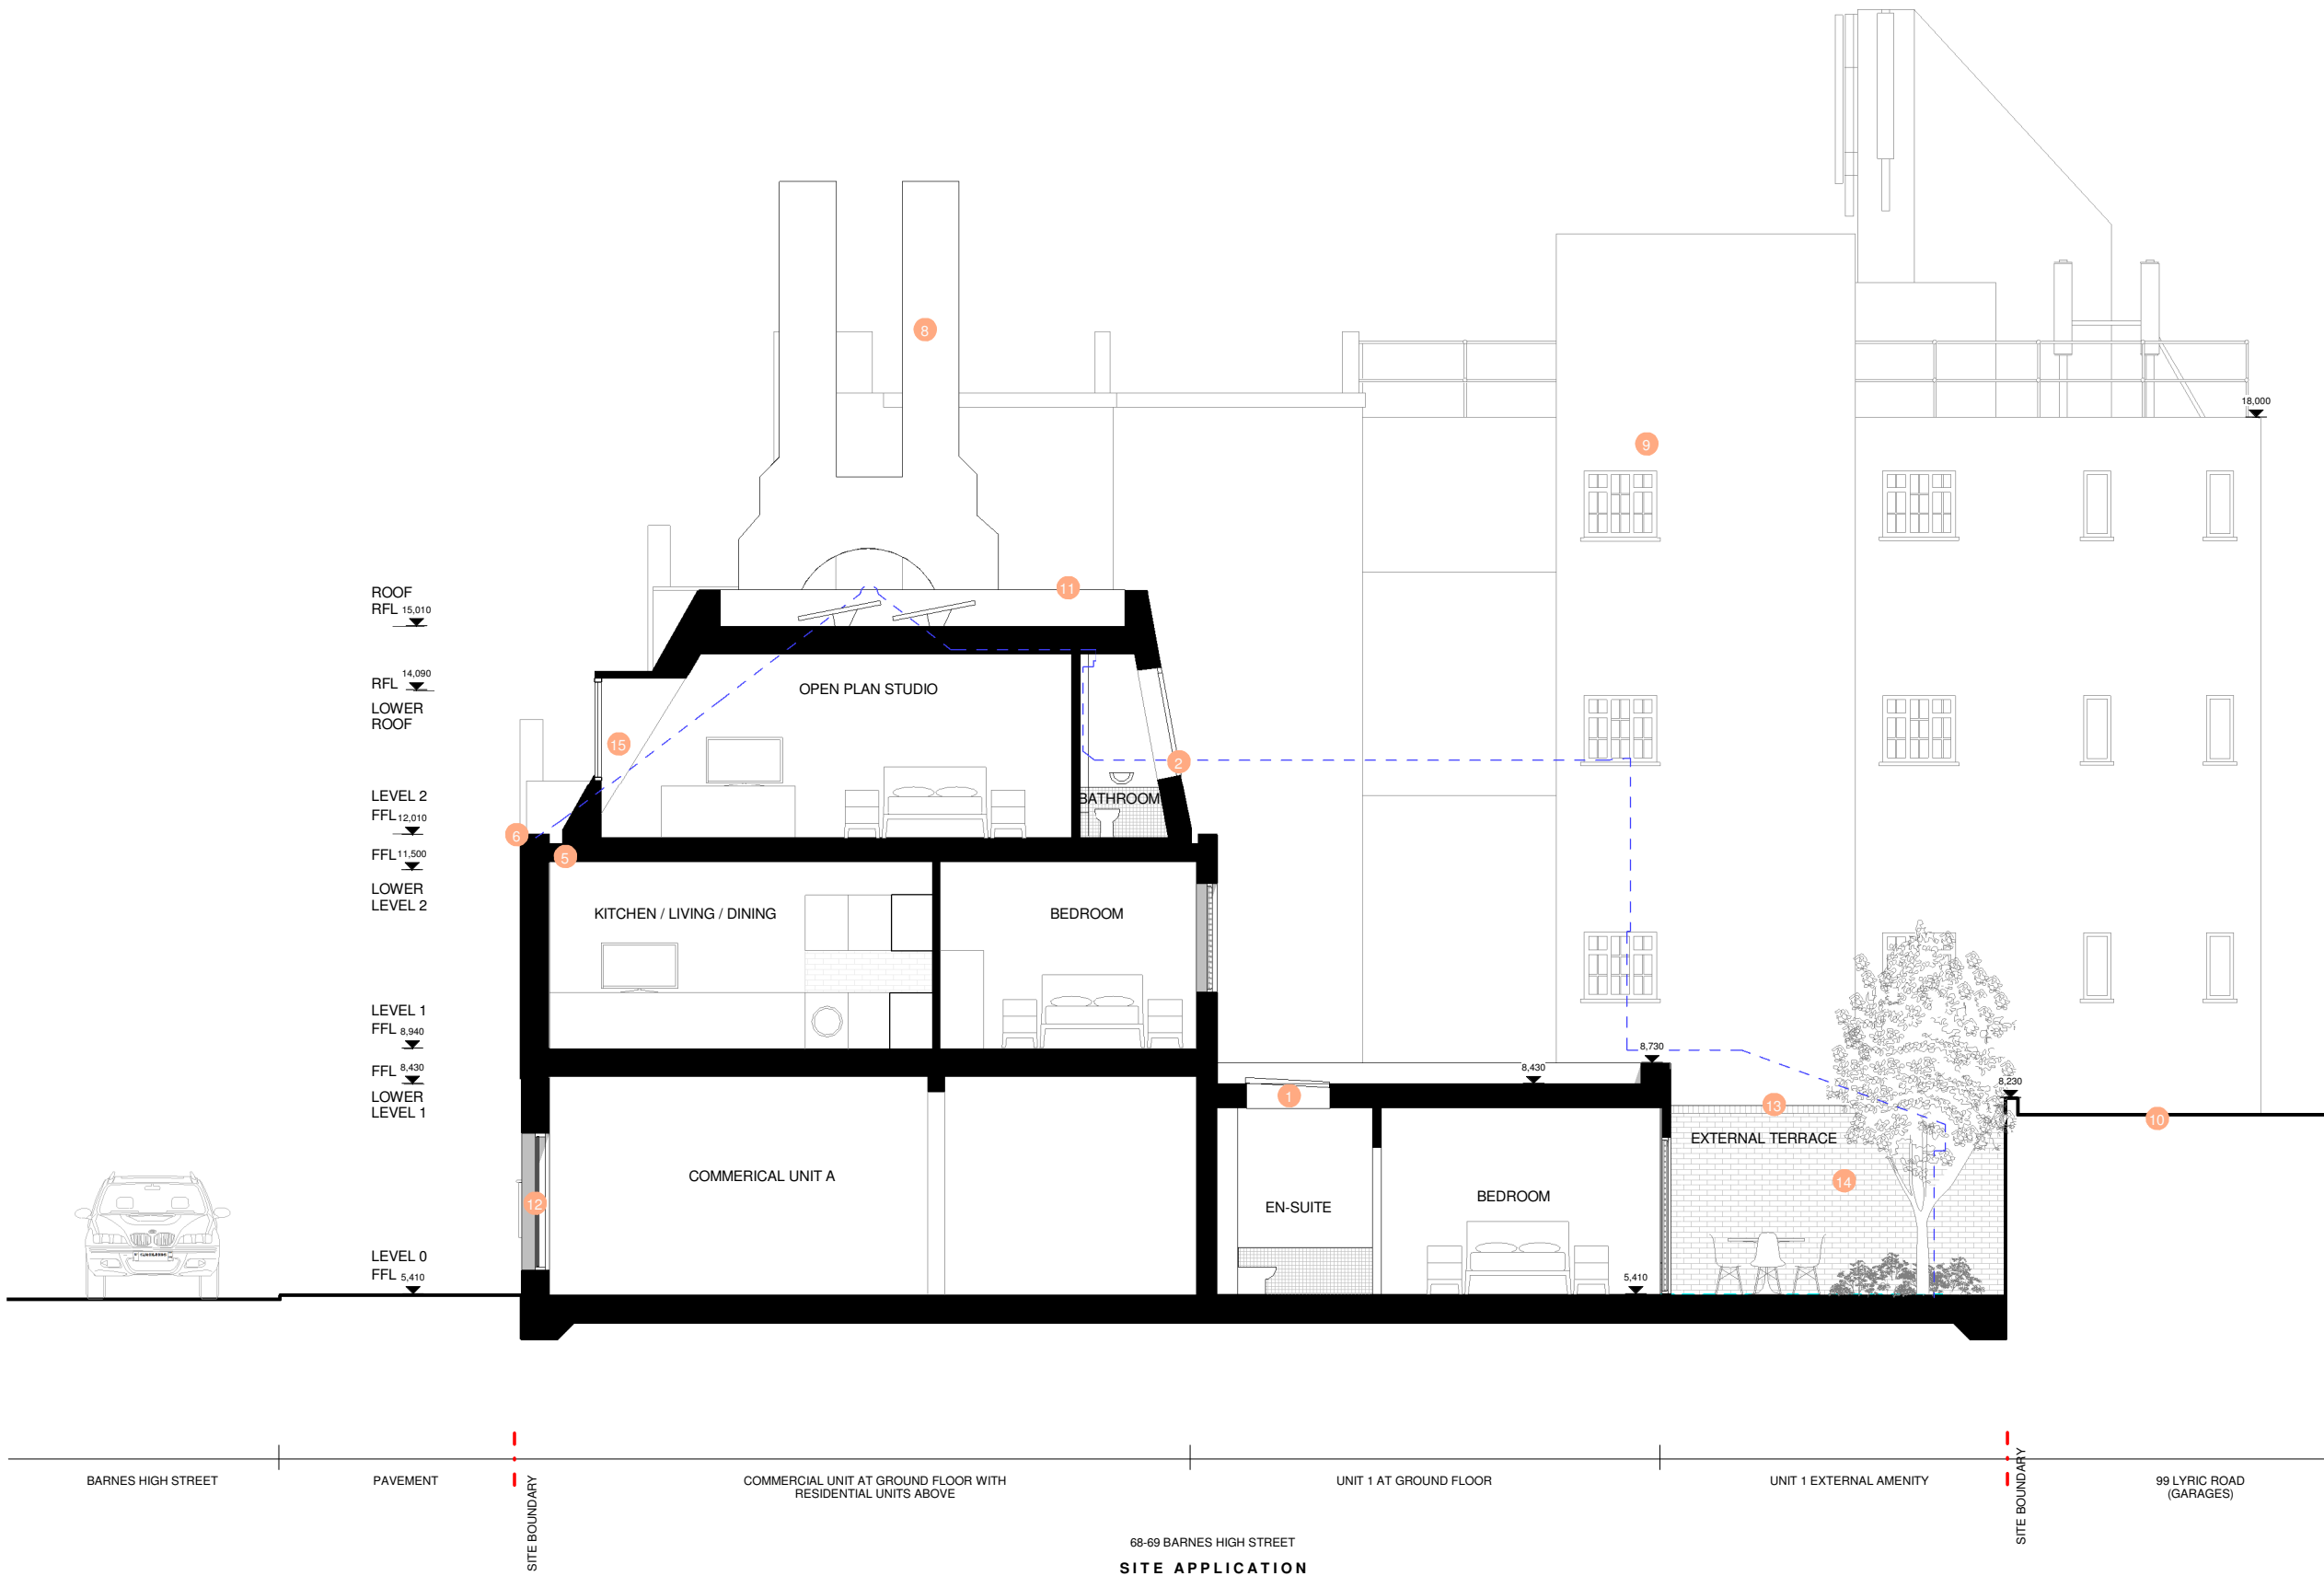 8
9
18,000
11
ROOF
RFL 15,010
14,090
RFL
LOWER
ROOF
OPEN PLAN STUDIO
15
2
LEVEL 2
FFL 12,010
BATHROOM
6
5
FFL 11,500
LOWER
LEVEL 2
KITCHEN / LIVING / DINING
BEDROOM
LEVEL 1
FFL 8,940
FFL 8,430
LOWER
LEVEL 1
8,730
8,430
8,230
1
13
10
EXTERNAL TERRACE
COMMERICAL UNIT A
14
12
EN-SUITE
BEDROOM
LEVEL 0
FFL 5,410
5,410
BARNES HIGH STREET
PAVEMENT
SITE BOUNDARY
COMMERCIAL UNIT AT GROUND FLOOR WITH
RESIDENTIAL UNITS ABOVE
UNIT 1 AT GROUND FLOOR
UNIT 1 EXTERNAL AMENITY
SITE BOUNDARY
99 LYRIC ROAD
(GARAGES)
68-69 BARNES HIGH STREET
SITE APPLICATION